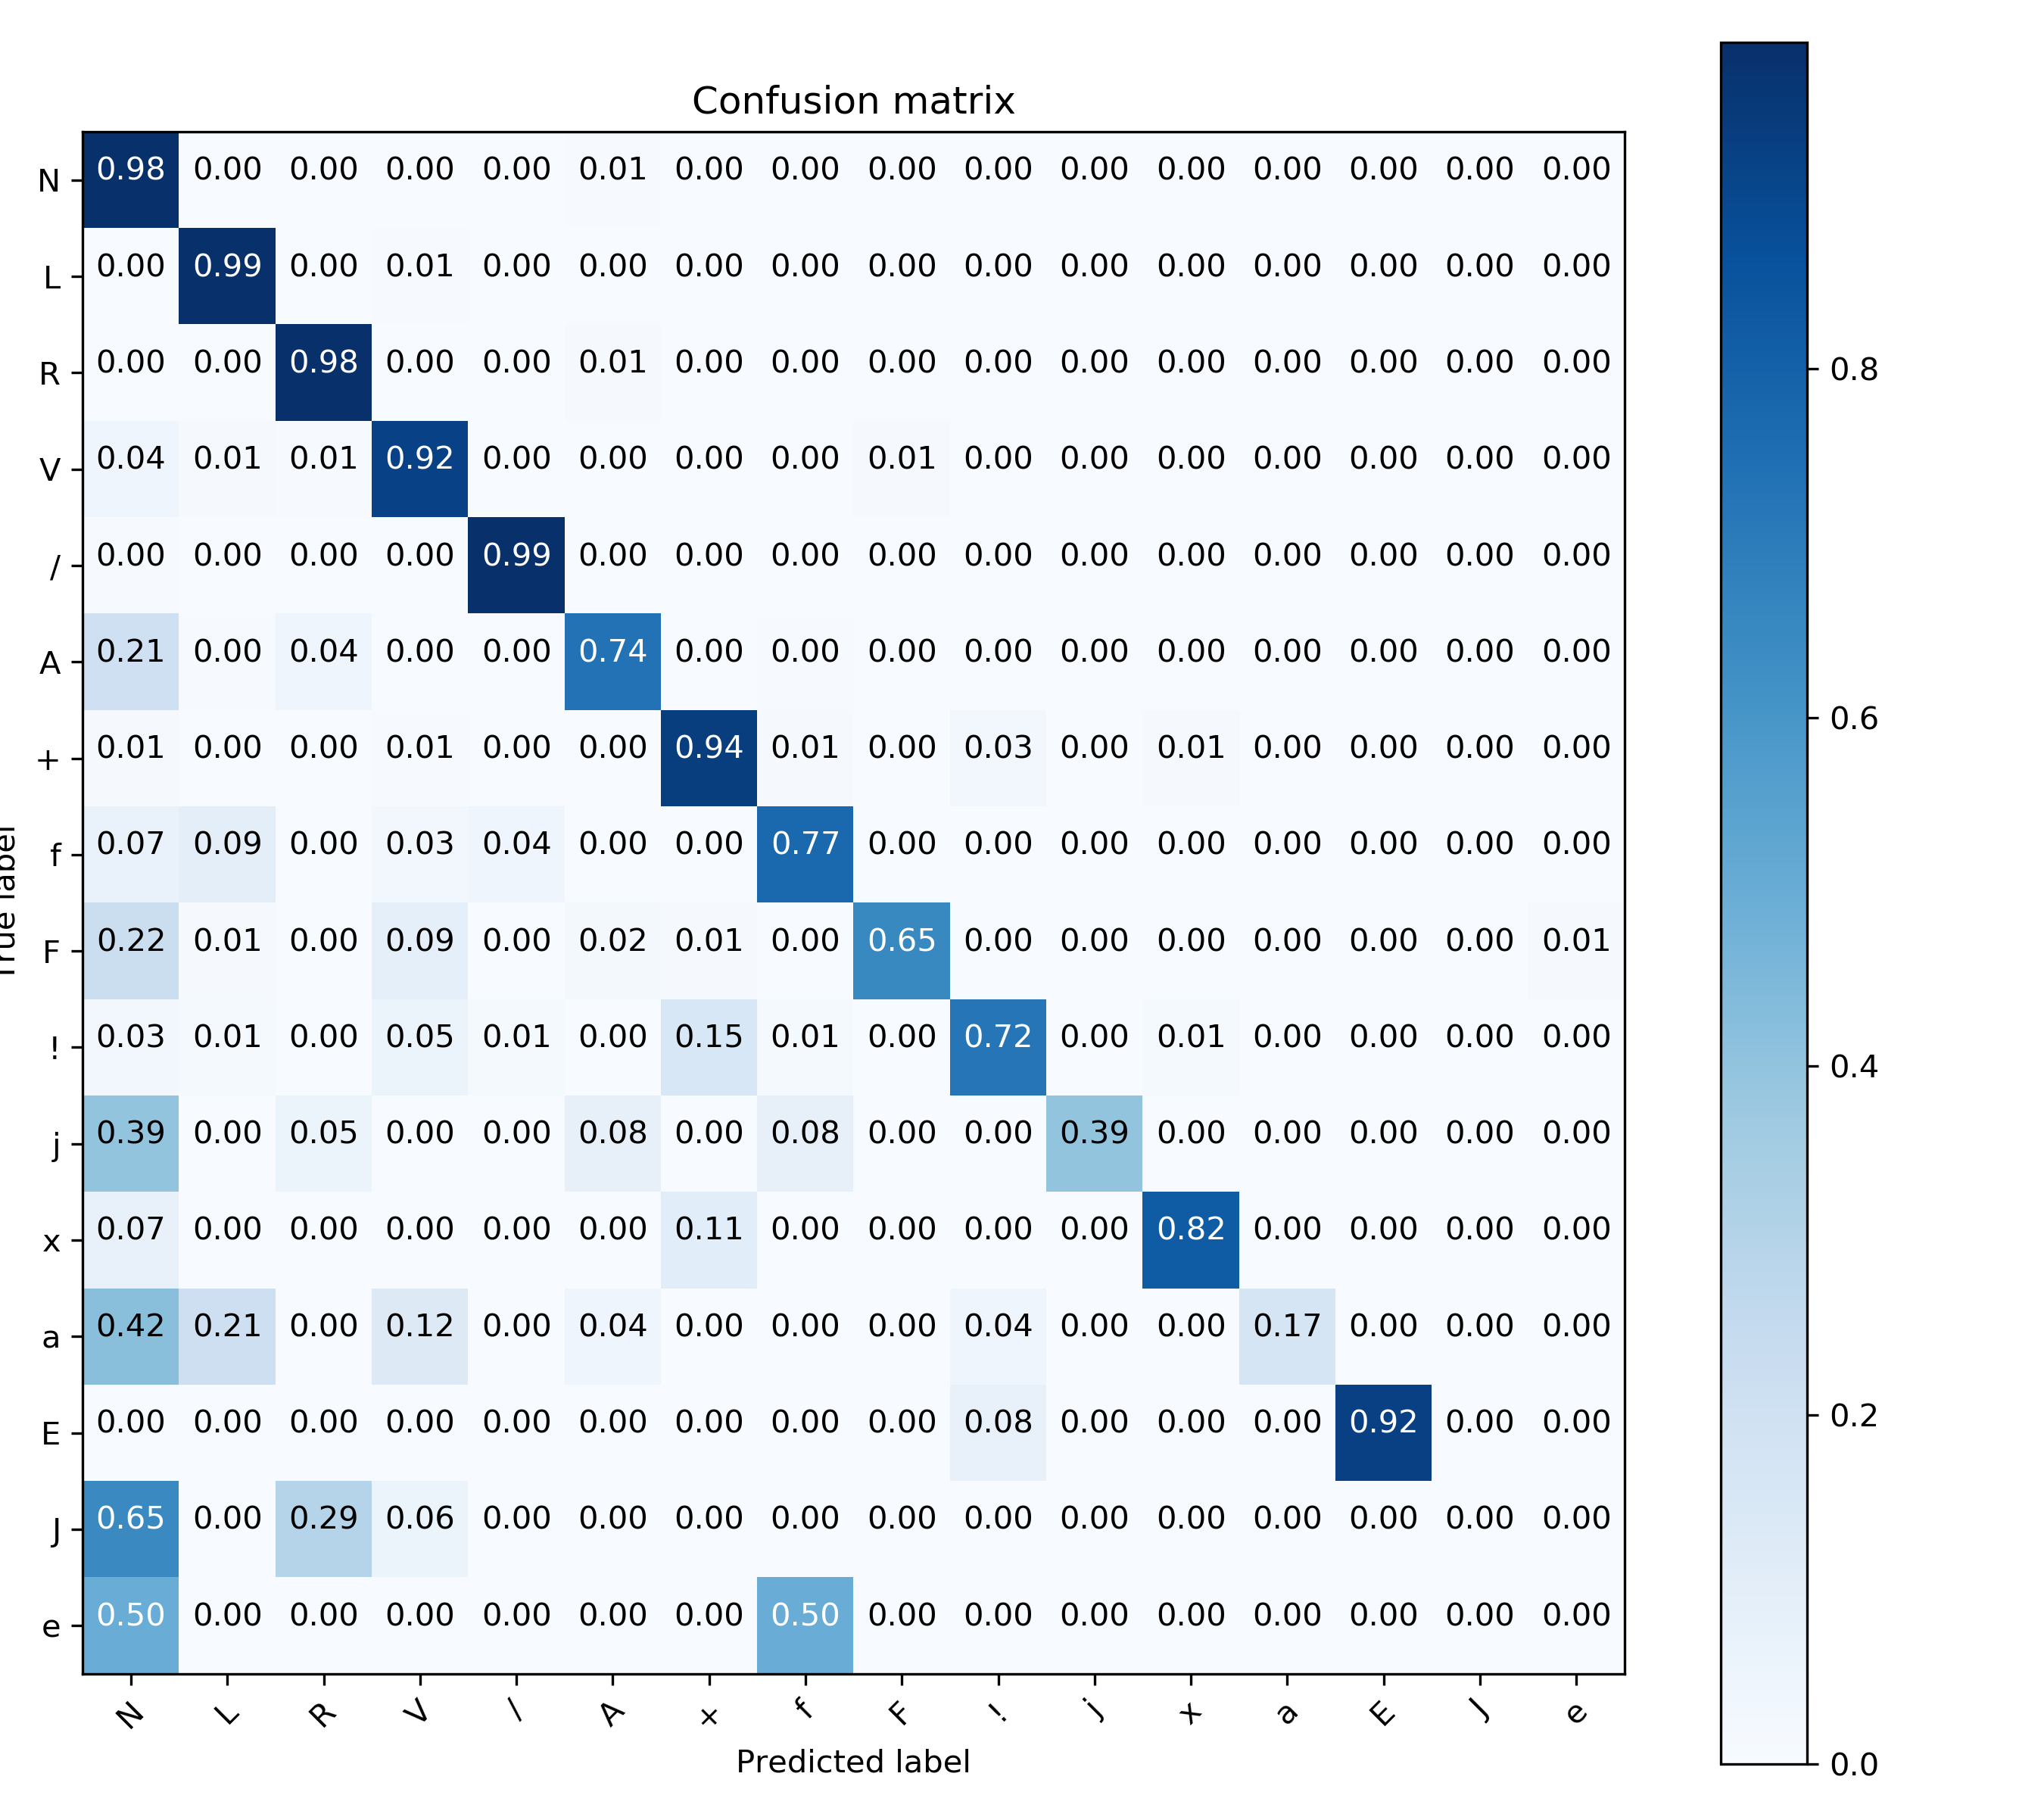 Confusion matrix
N 0.98 0.00 0.00 0.00 0.00 0.01 0.00 0.00 0.00 0.00 0.00 0.00 0.00 0.00 0.00 0.00
L 0.00 0.99 0.00 0.01 0.00 0.00 0.00 0.00 0.00 0.00 0.00 0.00 0.00 0.00 0.00 0.00
R 0.00 0.00 0.98 0.00 0.00 0.01 0.00 0.00 0.00 0.00 0.00 0.00 0.00 0.00 0.00 0.00
V 0.04 0.01 0.01 0.92 0.00 0.00 0.00 0.00 0.01 0.00 0.00 0.00 0.00 0.00 0.00 0.00
/ 0.00 0.00 0.00 0.00 0.99 0.00 0.00 0.00 0.00 0.00 0.00 0.00 0.00 0.00 0.00 0.00
A 0.21 0.00 0.04 0.00 0.00 0.74 0.00 0.00 0.00 0.00 0.00 0.00 0.00 0.00 0.00 0.00
+ 0.01 0.00 0.00 0.01 0.00 0.00 0.94 0.01 0.00 0.03 0.00 0.01 0.00 0.00 0.00 0.00
f 0.07 0.09 0.00 0.03 0.04 0.00 0.00 0.77 0.00 0.00 0.00 0.00 0.00 0.00 0.00 0.00
F 0.22 0.01 0.00 0.09 0.00 0.02 0.01 0.00 0.65 0.00 0.00 0.00 0.00 0.00 0.00 0.01
! 0.03 0.01 0.00 0.05 0.01 0.00 0.15 0.01 0.00 0.72 0.00 0.01 0.00 0.00 0.00 0.00
j 0.39 0.00 0.05 0.00 0.00 0.08 0.00 0.08 0.00 0.00 0.39 0.00 0.00 0.00 0.00 0.00
x 0.07 0.00 0.00 0.00 0.00 0.00 0.11 0.00 0.00 0.00 0.00 0.82 0.00 0.00 0.00 0.00
a 0.42 0.21 0.00 0.12 0.00 0.04 0.00 0.00 0.00 0.04 0.00 0.00 0.17 0.00 0.00 0.00
E 0.00 0.00 0.00 0.00 0.00 0.00 0.00 0.00 0.00 0.08 0.00 0.00 0.00 0.92 0.00 0.00
J 0.65 0.00 0.29 0.06 0.00 0.00 0.00 0.00 0.00 0.00 0.00 0.00 0.00 0.00 0.00 0.00
e 0.50 0.00 0.00 0.00 0.00 0.00 0.00 0.50 0.00 0.00 0.00 0.00 0.00 0.00 0.00 0.00
N L R V / A + f F ! j x a E J e
Predicted label
True label
0.8
0.6
0.4
0.2
0.0